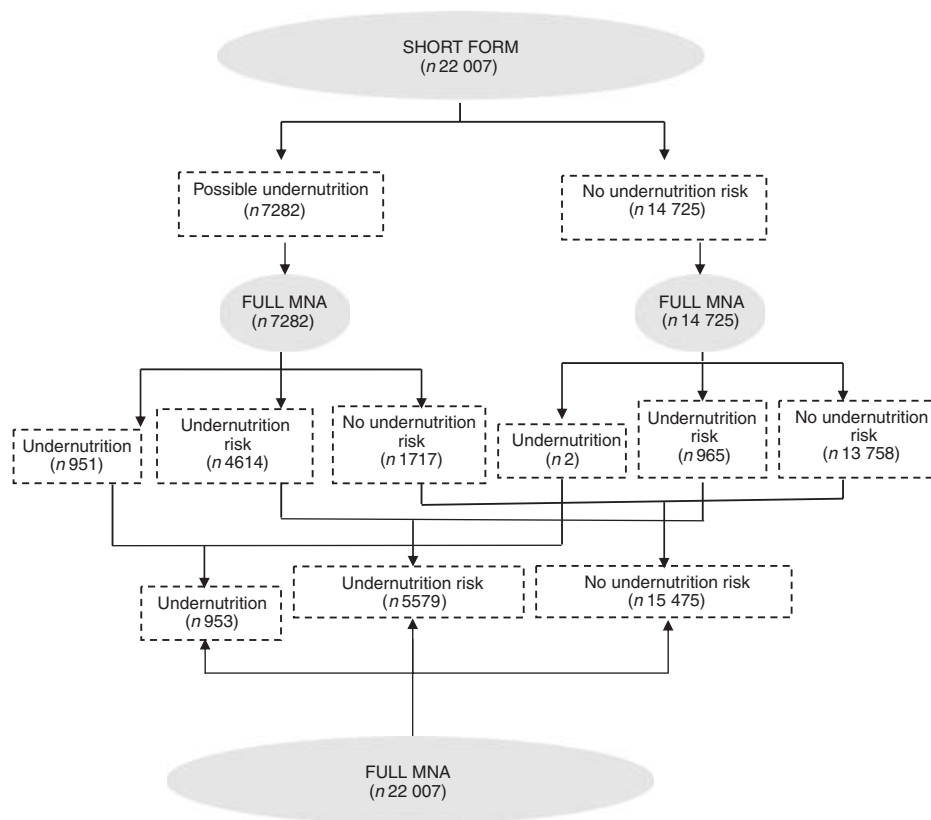 SHORT FORM
(n 22 007)
Possible undernutrition
(n 7282)
No undernutrition risk
(n 14 725)
FULL MNA
(n 7282)
FULL MNA
(n 14 725)
Undernutrition
(n 951)
Undernutrition
risk
(n 4614)
No undernutrition
risk
(n 1717)
Undernutrition
(n 2)
Undernutrition
risk
(n 965)
No undernutrition
risk
(n 13 758)
Undernutrition
(n 953)
Undernutrition risk
(n 5579)
No undernutrition risk
(n 15 475)
FULL MNA
(n 22 007)